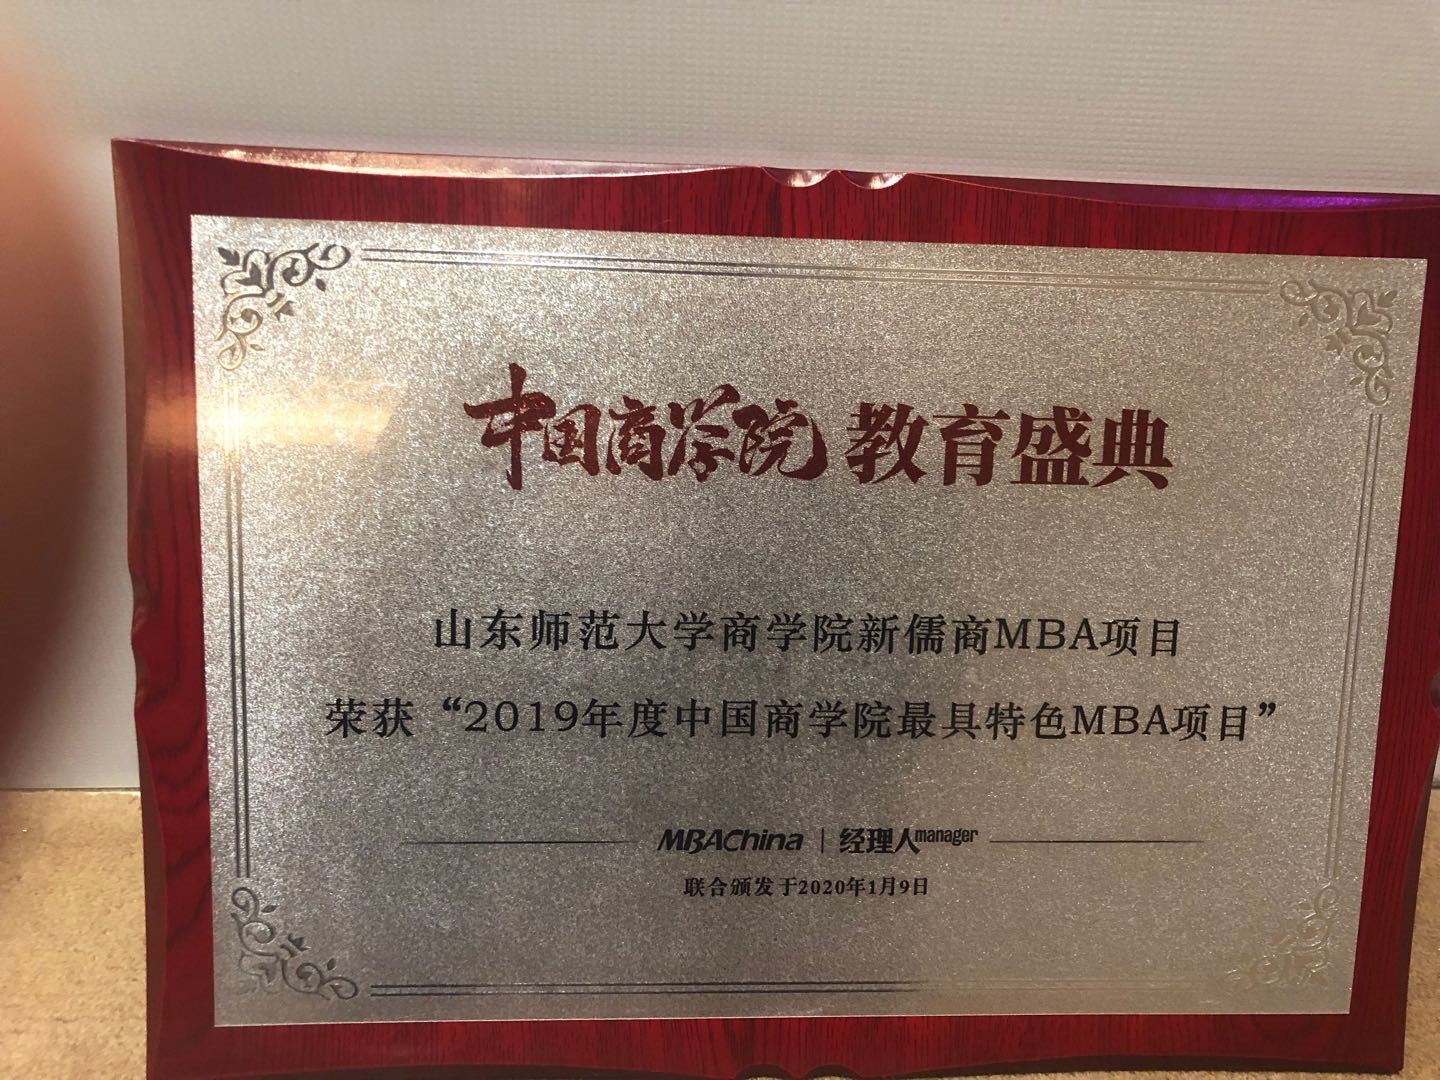 中国商学院 教育盛典
山东师范大学商学院新儒商MBA项目
荣获“2019年度中国商学院最具特色MBA项目”
MBAChina | 经理人manager
联合颁发于2020年1月9日